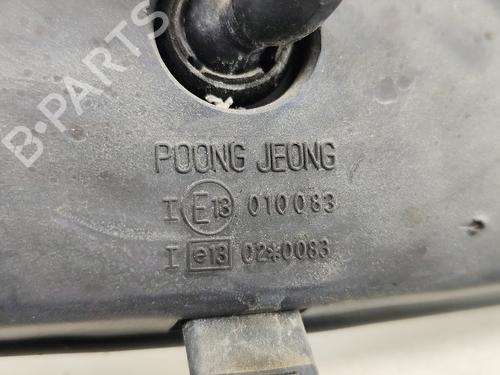 B-PARTS
POONG JEONG
I E13 010083
I e13 02*0083